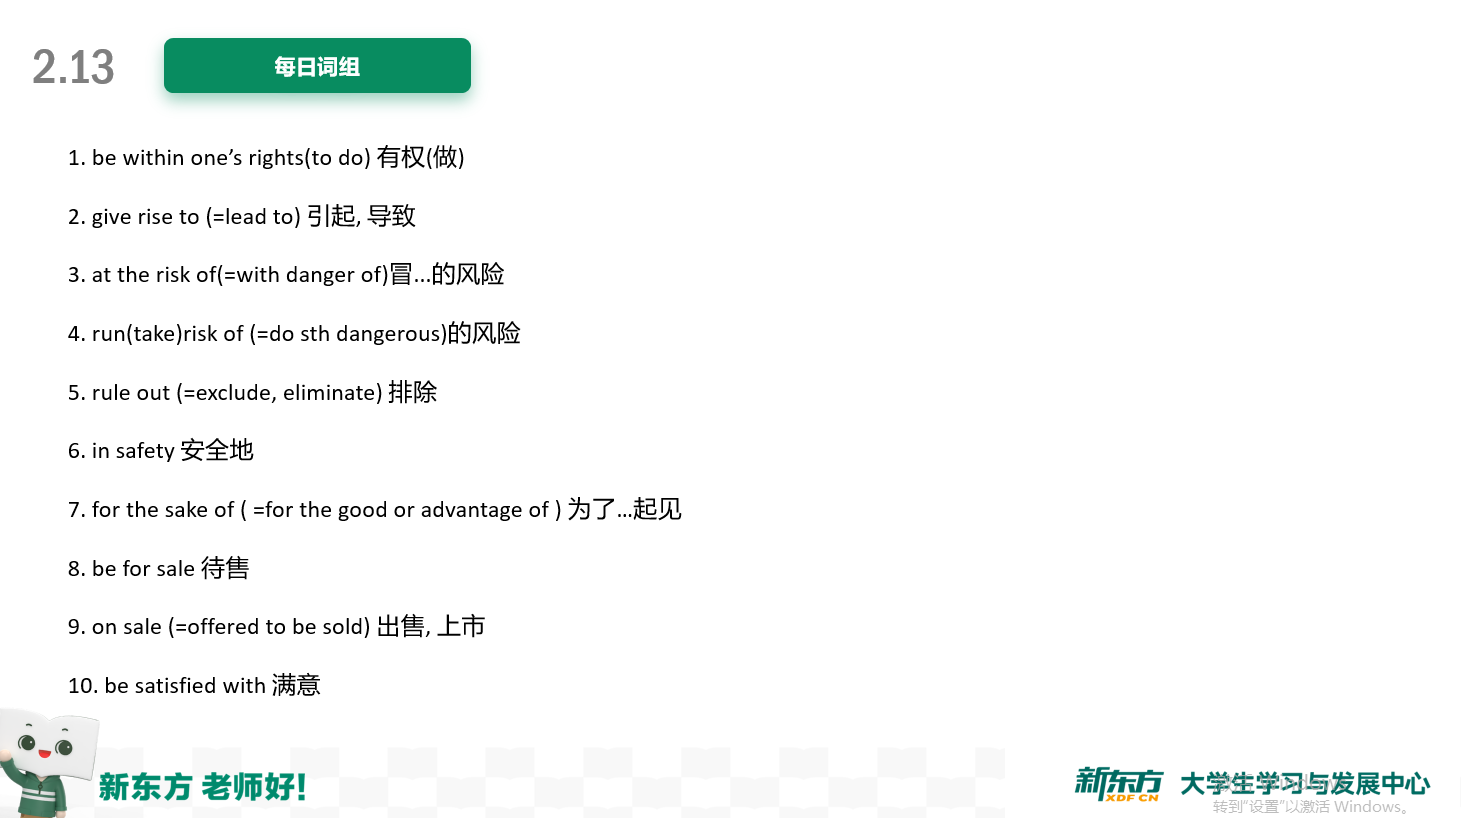 2.13
每日词组
1. be within one’s rights(to do) 有权(做)
2. give rise to (=lead to) 引起, 导致
3. at the risk of(=with danger of)冒...的风险
4. run(take)risk of (=do sth dangerous)的风险
5. rule out (=exclude, eliminate) 排除
6. in safety 安全地
7. for the sake of ( =for the good or advantage of ) 为了...起见
8. be for sale 待售
9. on sale (=offered to be sold) 出售, 上市
10. be satisfied with 满意
新东方 老师好!
新东方 XDF.CN 大学生学习与发展中心
激活 Windows
转到“设置”以激活 Windows。